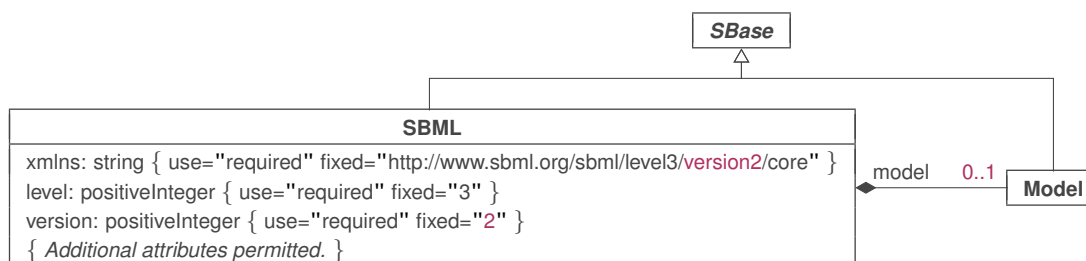 SBase
SBML
xmlns: string { use="required" fixed="http://www.sbml.org/sbml/level3/version2/core" }
level: positiveInteger { use="required" fixed="3" }
version: positiveInteger { use="required" fixed="2" }
{ Additional attributes permitted. }
model 0..1
Model